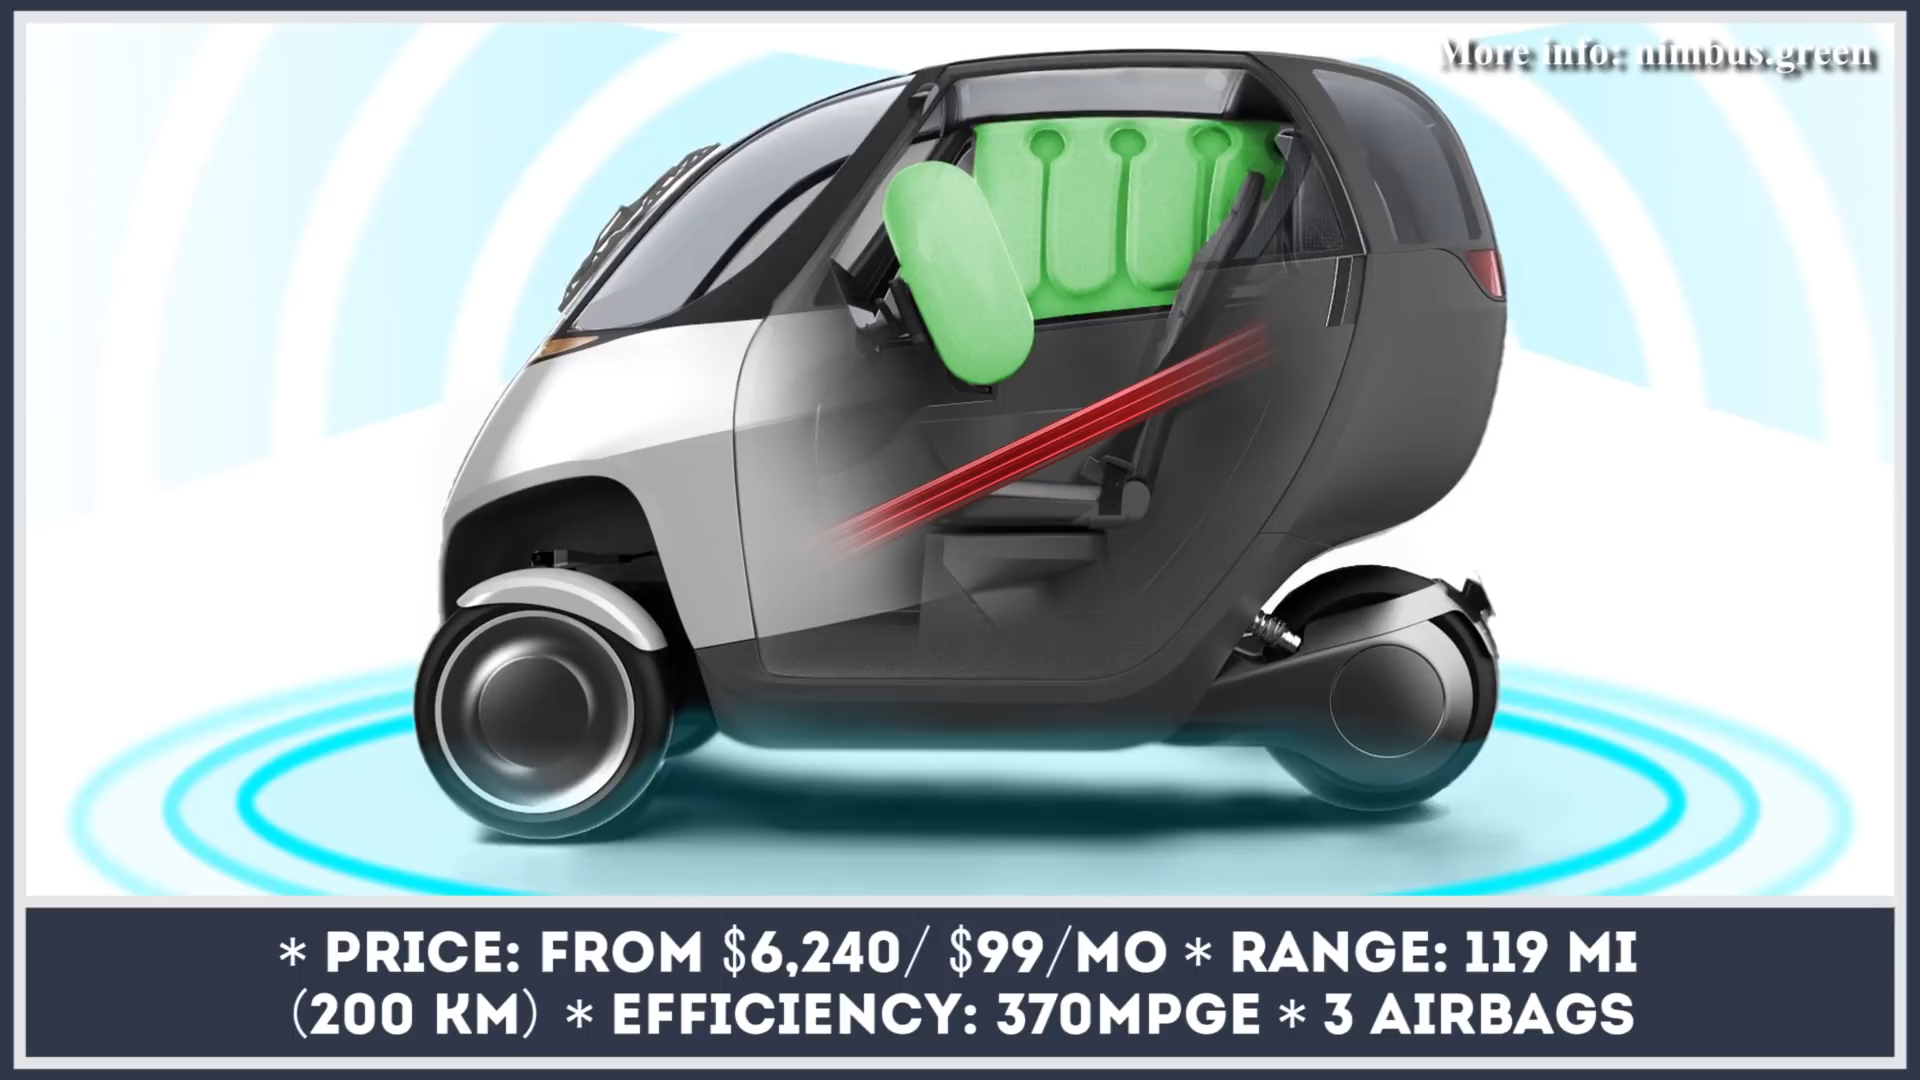 More info: nimbus.green
* PRICE: FROM $6,240/ $99/MO * RANGE: 119 MI
(200 KM) * EFFICIENCY: 370MPGE * 3 AIRBAGS